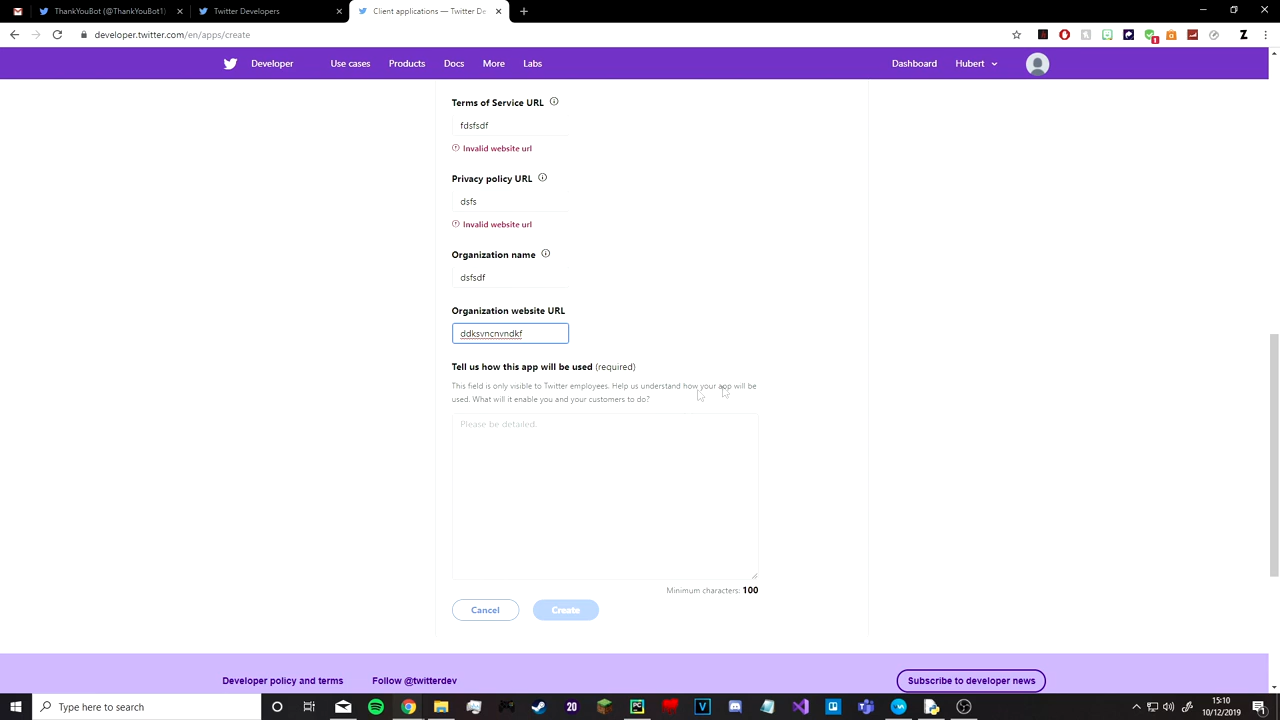 ThankYouBot (@ThankYouBot1)
Twitter Developers
Client applications — Twitter De
developer.twitter.com/en/apps/create
1
Z
Developer
Use cases
Products
Docs
More
Labs
Dashboard
Hubert
Terms of Service URL
fdsfsdf
Invalid website url
Privacy policy URL
dsfs
Invalid website url
Organization name
dsfsdf
Organization website URL
ddksvncnvndkf
Tell us how this app will be used (required)
This field is only visible to Twitter employees. Help us understand how your app will be
used. What will it enable you and your customers to do?
Please be detailed.
Minimum characters: 100
Cancel
Create
Developer policy and terms
Follow @twitterdev
Subscribe to developer news
Type here to search
20
PC
V
15:10
10/12/2019